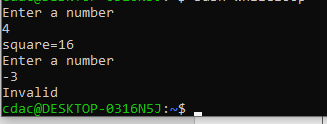 Enter a number
4
square=16
Enter a number
-3
Invalid
cdac@DESKTOP-0316N5J:~$